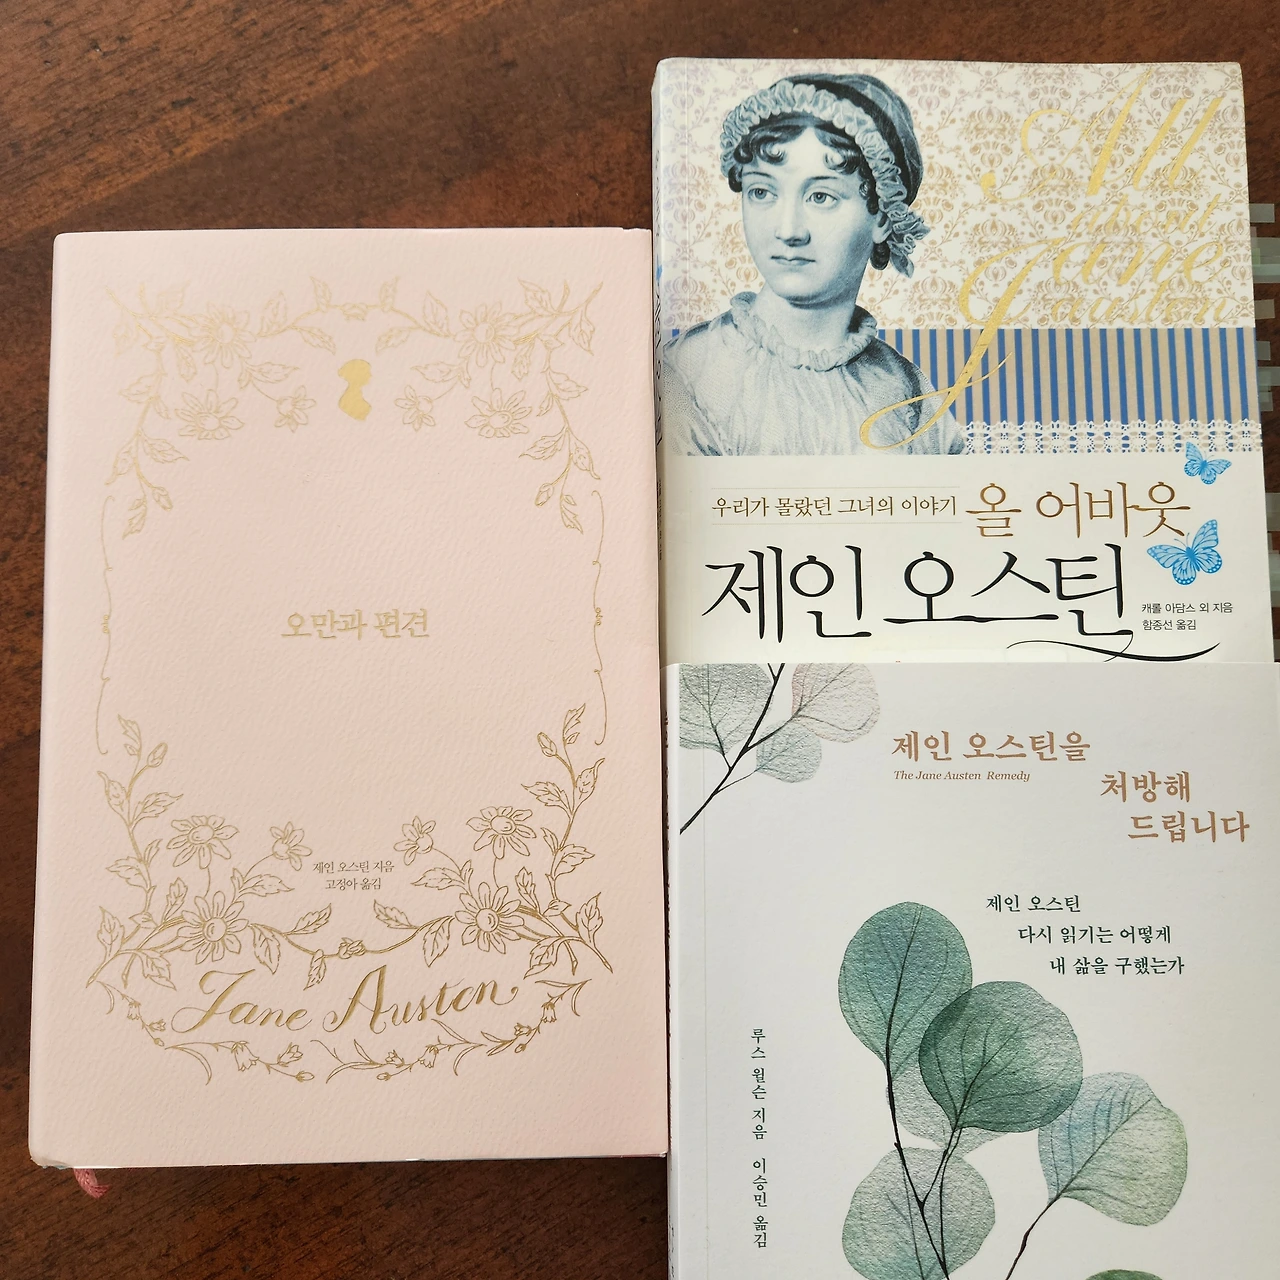 오만과 편견
제인 오스틴 지음
고정아 옮김
Jane Austen
All
about
Jane
austen
우리가 몰랐던 그녀의 이야기 올 어바웃
제인 오스틴
캐롤 아담스 외 지음
함종선 옮김
제인 오스틴을
The Jane Austen Remedy
처방해
드립니다
제인 오스틴
다시 읽기는 어떻게
내 삶을 구했는가
루스 윌슨 지음 이승민 옮김